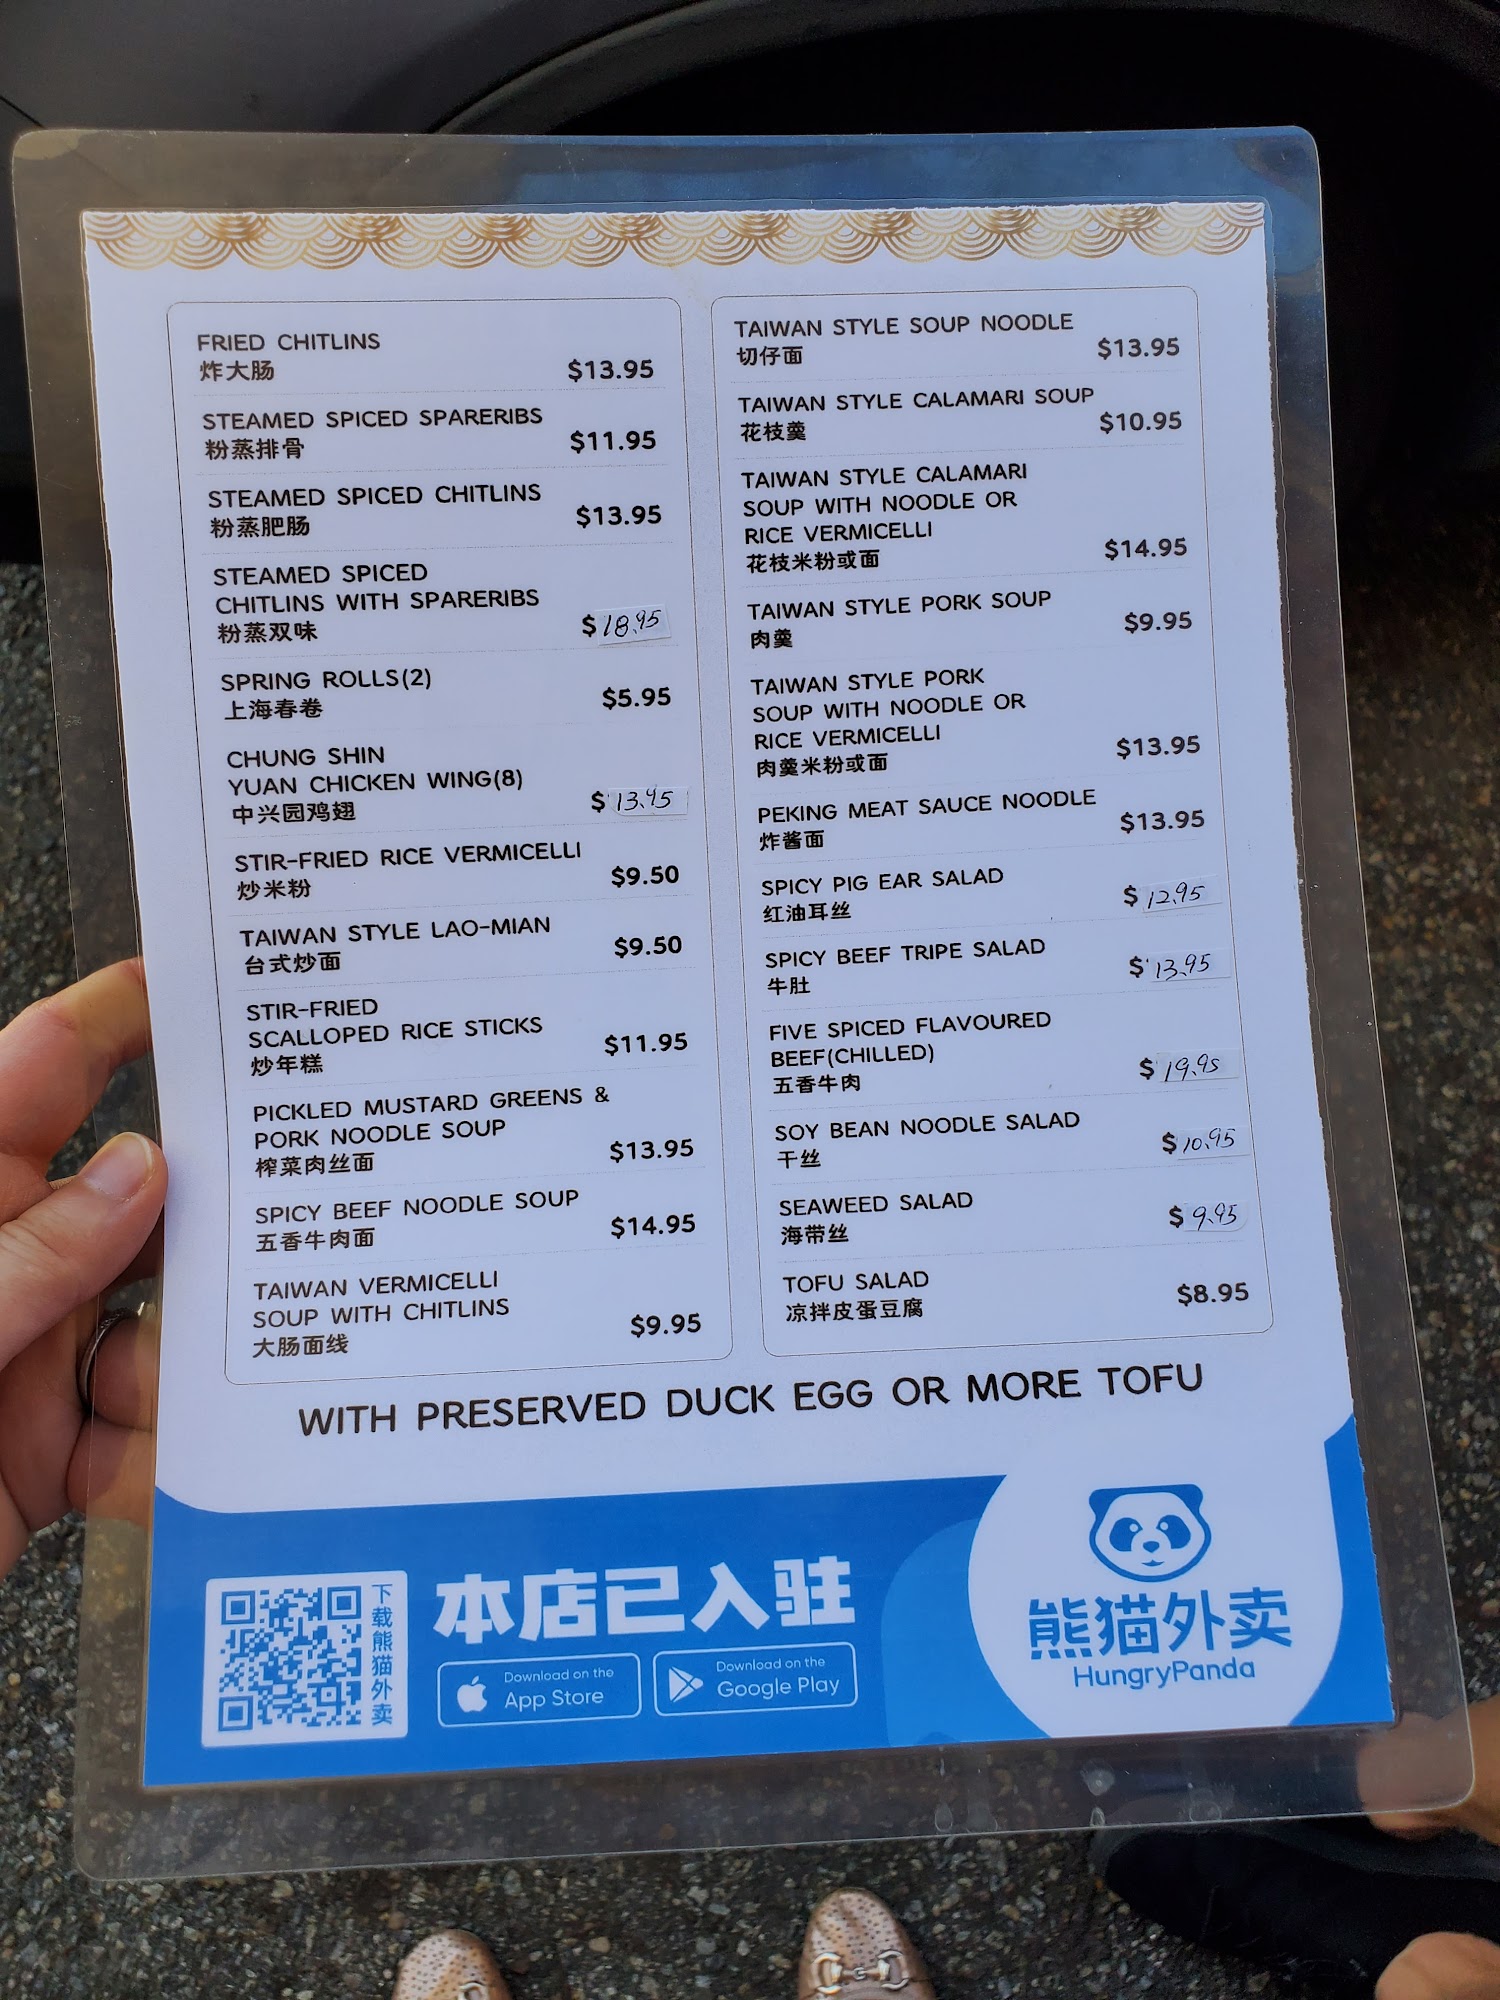 FRIED CHITLINS
炸大肠
$13.95
STEAMED SPICED SPARERIBS
粉蒸排骨
$11.95
STEAMED SPICED CHITLINS
粉蒸肥肠
$13.95
STEAMED SPICED
CHITLINS WITH SPARERIBS
粉蒸双味
$18.95
SPRING ROLLS(2)
上海春卷
$5.95
CHUNG SHIN
YUAN CHICKEN WING(8)
中兴园鸡翅
$13.95
STIR-FRIED RICE VERMICELLI
炒米粉
$9.50
TAIWAN STYLE LAO-MIAN
台式炒面
$9.50
STIR-FRIED
SCALLOPED RICE STICKS
炒年糕
$11.95
PICKLED MUSTARD GREENS &
PORK NOODLE SOUP
榨菜肉丝面
$13.95
SPICY BEEF NOODLE SOUP
五香牛肉面
$14.95
TAIWAN VERMICELLI
SOUP WITH CHITLINS
大肠面线
$9.95
TAIWAN STYLE SOUP NOODLE
切仔面
$13.95
TAIWAN STYLE CALAMARI SOUP
花枝羹
$10.95
TAIWAN STYLE CALAMARI
SOUP WITH NOODLE OR
RICE VERMICELLI
花枝米粉或面
$14.95
TAIWAN STYLE PORK SOUP
肉羹
$9.95
TAIWAN STYLE PORK
SOUP WITH NOODLE OR
RICE VERMICELLI
肉羹米粉或面
$13.95
PEKING MEAT SAUCE NOODLE
炸酱面
$13.95
SPICY PIG EAR SALAD
红油耳丝
$12.95
SPICY BEEF TRIPE SALAD
牛肚
$13.95
FIVE SPICED FLAVOURED
BEEF(CHILLED)
五香牛肉
$19.95
SOY BEAN NOODLE SALAD
干丝
$10.95
SEAWEED SALAD
海带丝
$9.95
TOFU SALAD
凉拌皮蛋豆腐
$8.95
WITH PRESERVED DUCK EGG OR MORE TOFU
下载熊猫外卖
本店已入驻
Download on the
App Store
Download on the
Google Play
熊猫外卖
HungryPanda